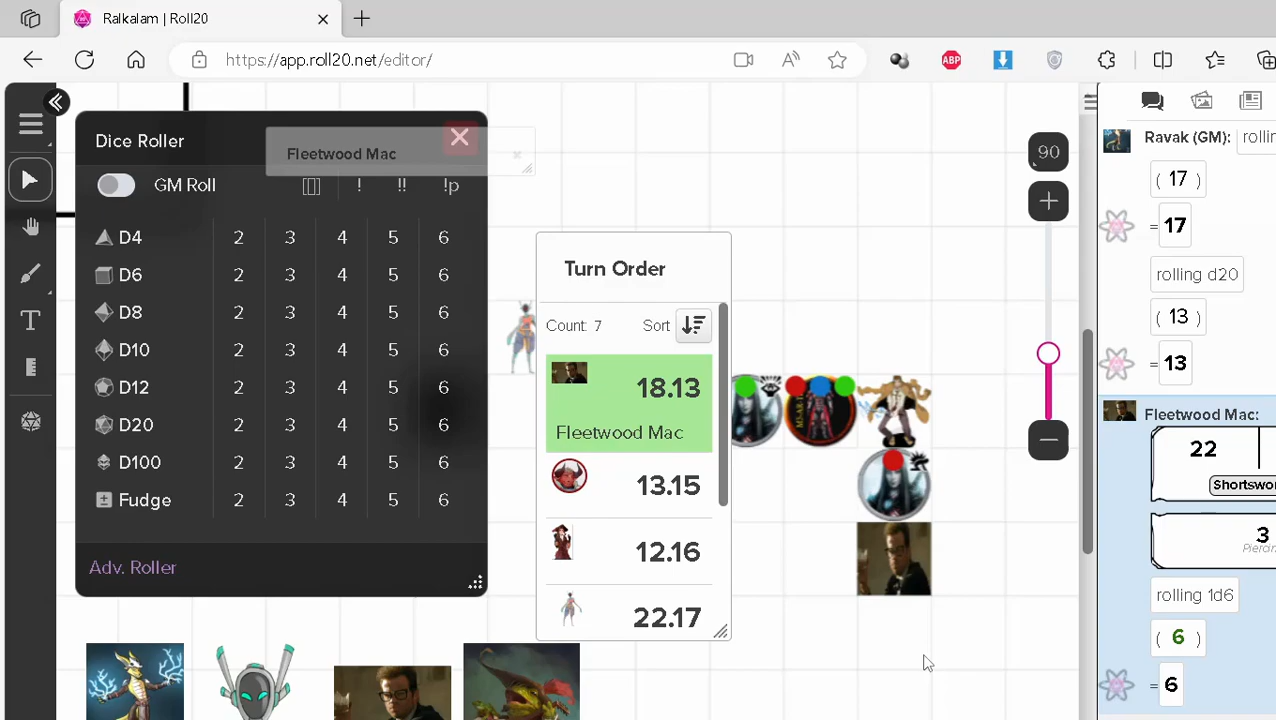 Ralkalam | Roll20
https://app.roll20.net/editor/
ABP
Dice Roller
Fleetwood Mac
GM Roll
! !! !p
D4 2 3 4 5 6
D6 2 3 4 5 6
D8 2 3 4 5 6
D10 2 3 4 5 6
D12 2 3 4 5 6
D20 2 3 4 5 6
D100 2 3 4 5 6
Fudge 2 3 4 5 6
Adv. Roller
Turn Order
Count: 7 Sort
18.13
Fleetwood Mac
13.15
12.16
22.17
90
Ravak (GM): rolling
( 17 )
= 17
rolling d20
( 13 )
= 13
Fleetwood Mac:
22
Shortswor
3
Piercin
rolling 1d6
( 6 )
= 6